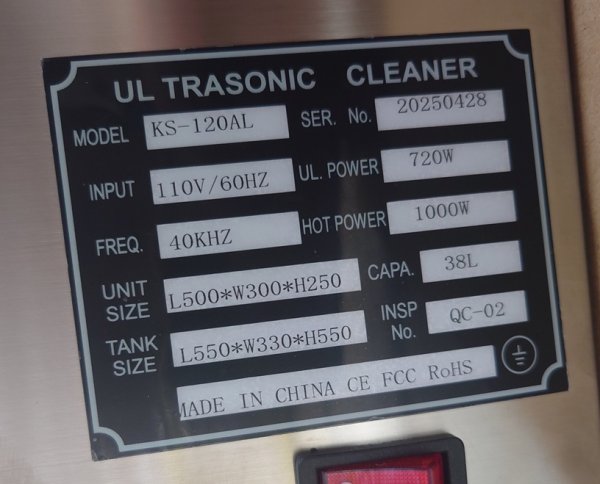 UL TRASONIC CLEANER
MODEL KS-120AL SER. No. 20250428
INPUT 110V/60HZ UL. POWER 720W
FREQ. 40KHZ HOT POWER 1000W
UNIT SIZE L500*W300*H250 CAPA. 38L
TANK SIZE L550*W330*H550 INSP No. QC-02
MADE IN CHINA CE FCC RoHS